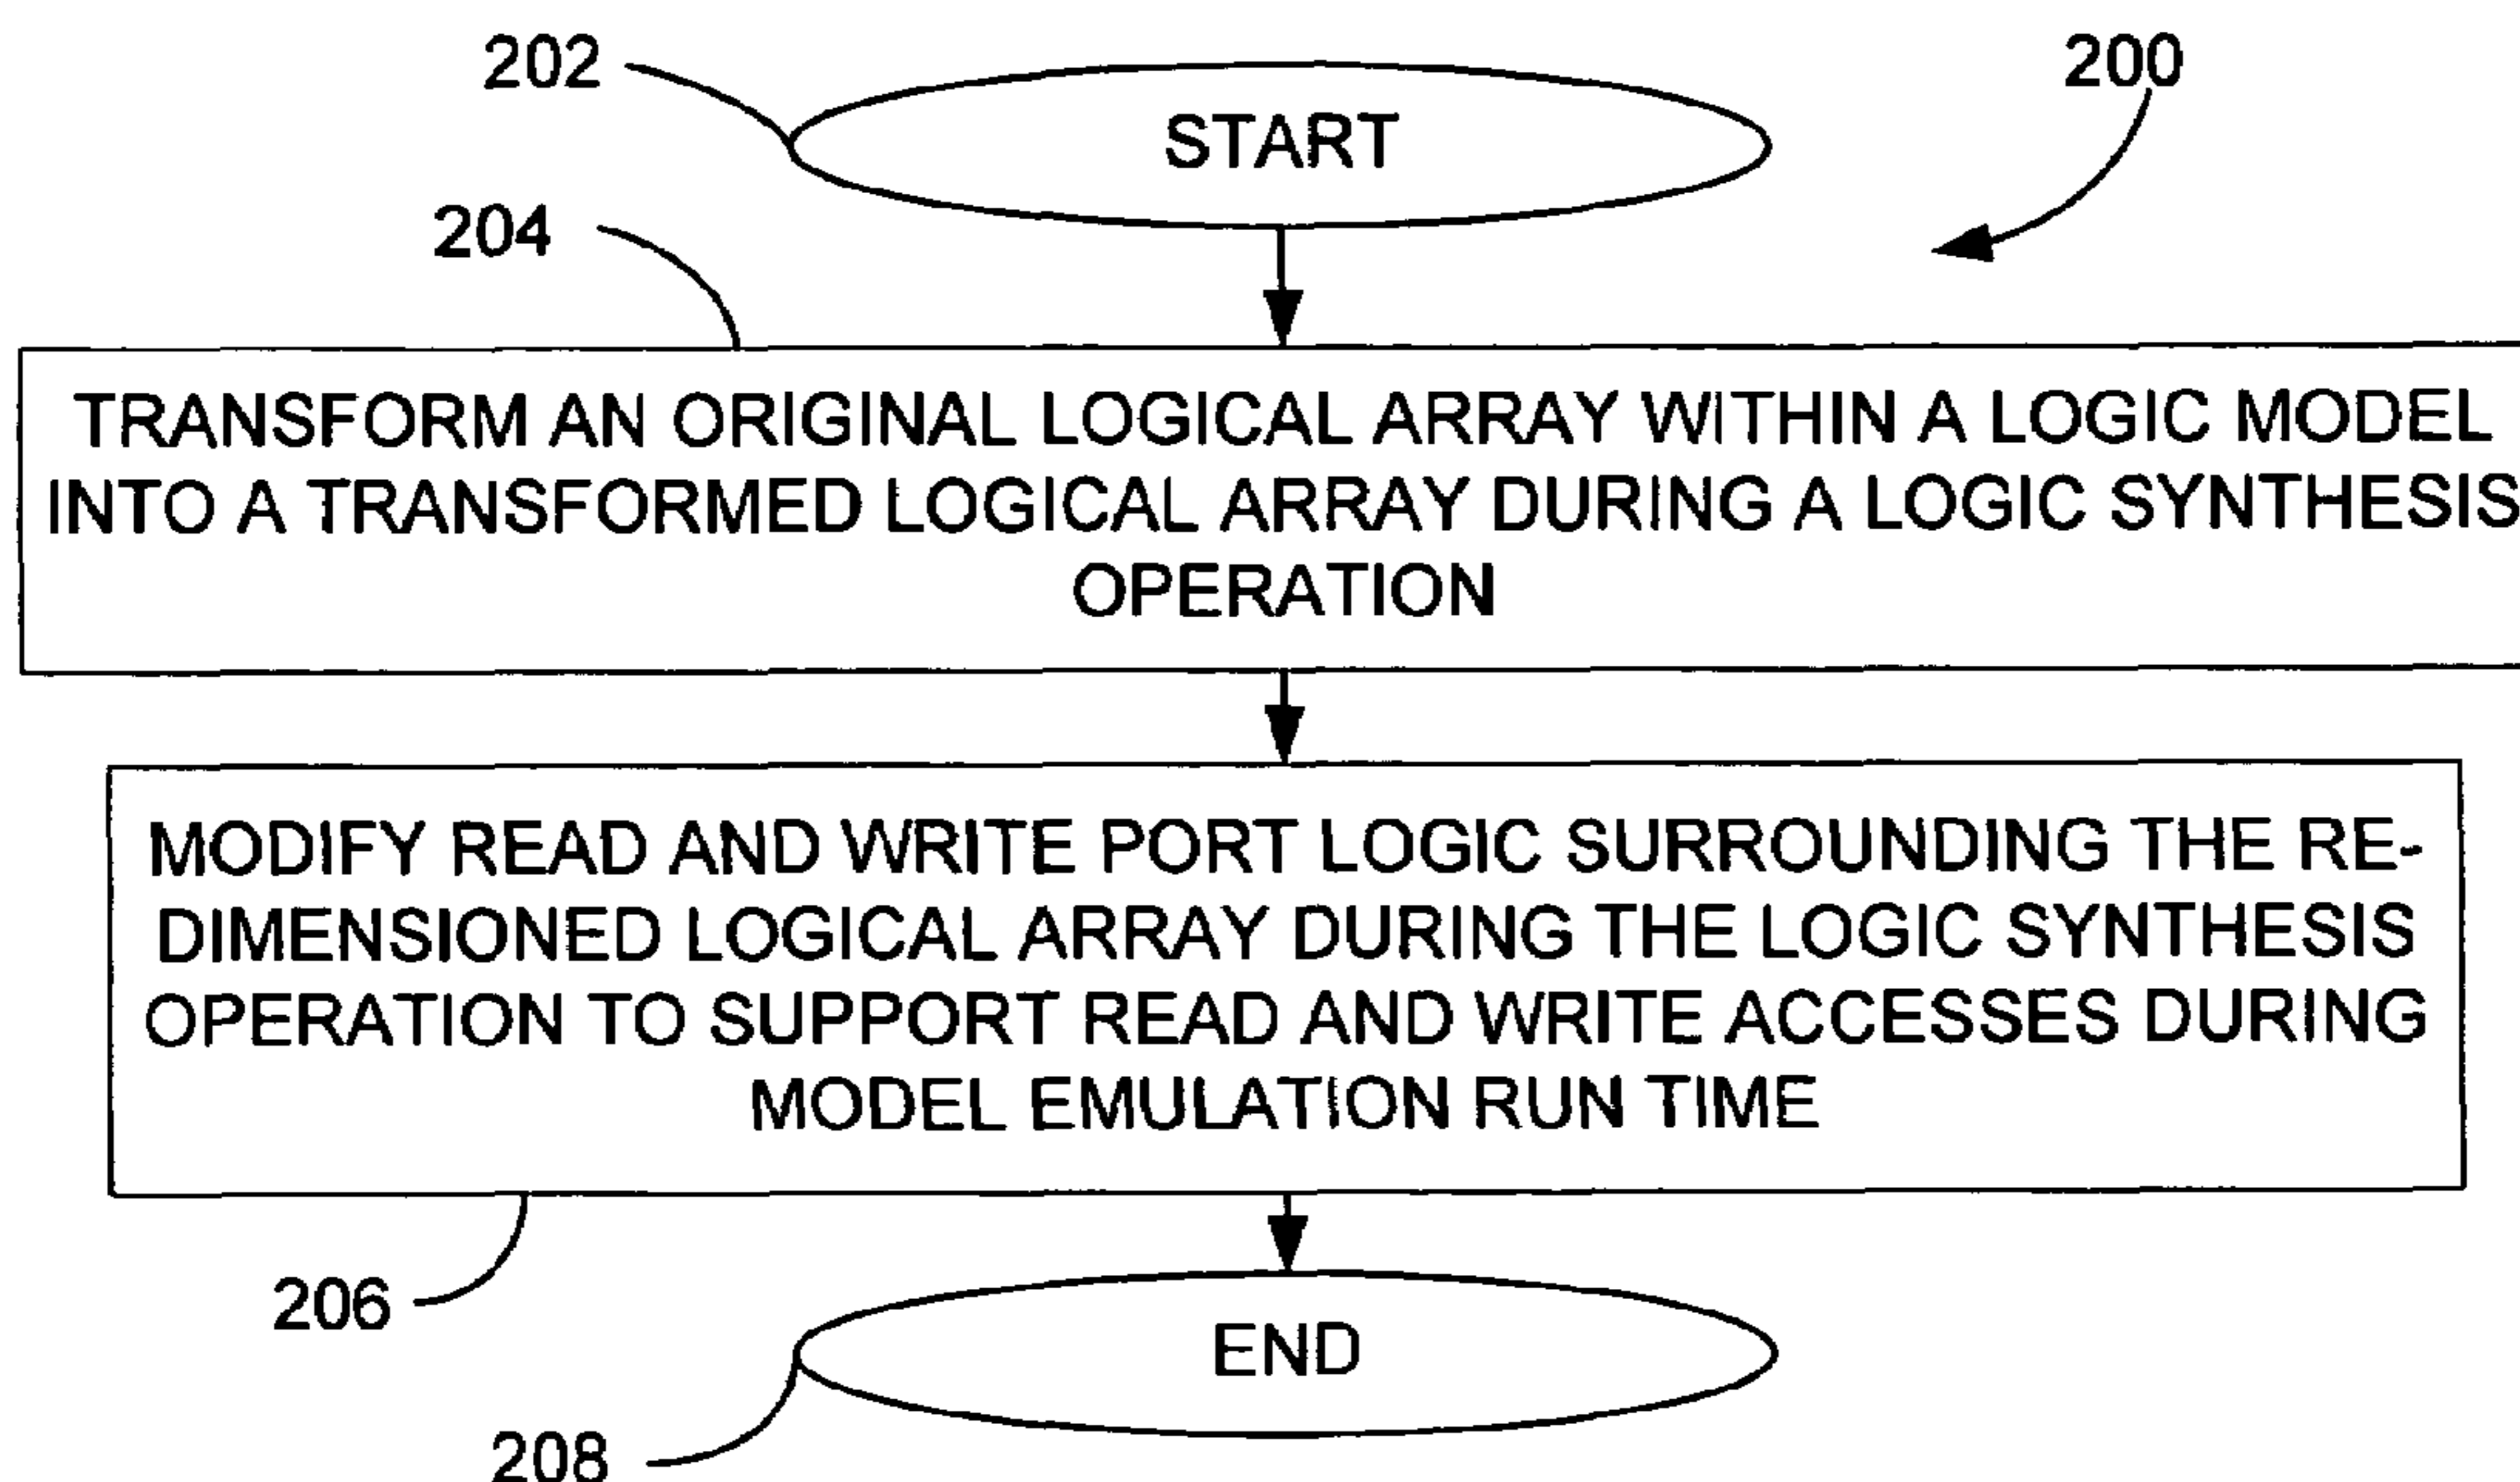 202
200
START
204
TRANSFORM AN ORIGINAL LOGICAL ARRAY WITHIN A LOGIC MODEL
INTO A TRANSFORMED LOGICAL ARRAY DURING A LOGIC SYNTHESIS
OPERATION
MODIFY READ AND WRITE PORT LOGIC SURROUNDING THE RE-
DIMENSIONED LOGICAL ARRAY DURING THE LOGIC SYNTHESIS
OPERATION TO SUPPORT READ AND WRITE ACCESSES DURING
MODEL EMULATION RUN TIME
206
END
208